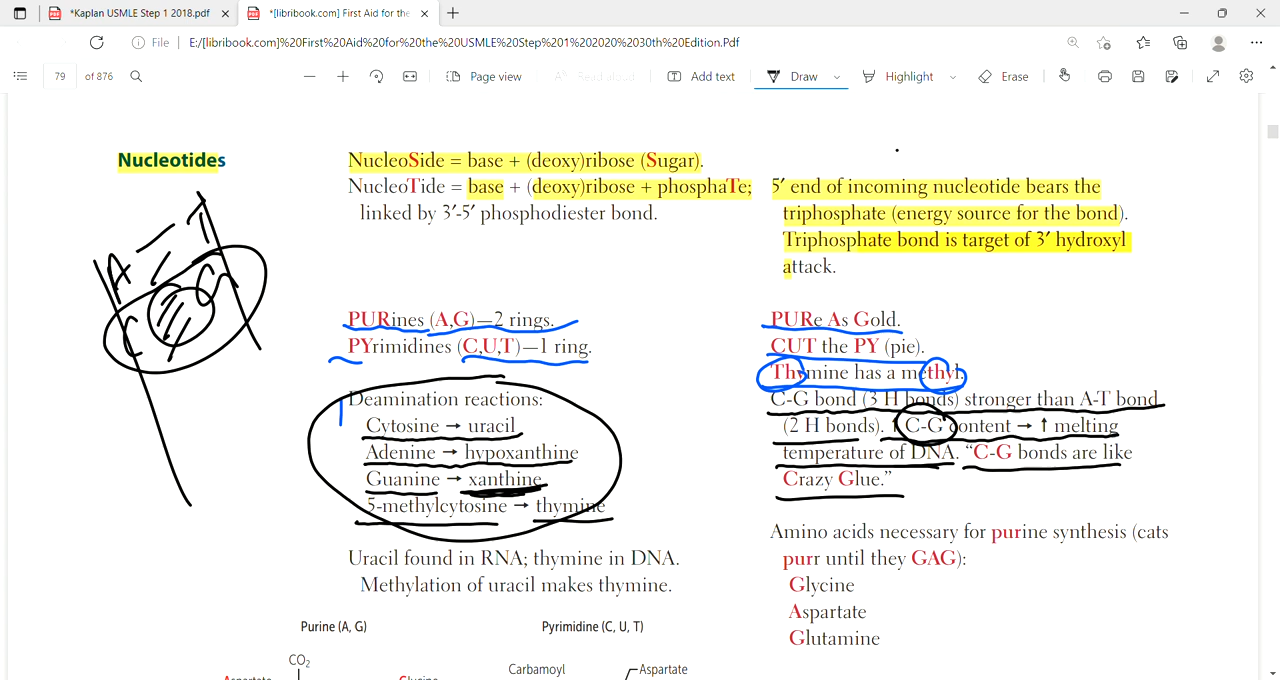 *Kaplan USMLE Step 1 2018.pdf
*[libribook.com] First Aid for the
File
E:/[libribook.com]%20First%20Aid%20for%20the%20USMLE%20Step%201%202020%2030th%20Edition.Pdf
79 of 876
Page view
Read aloud
Add text
Draw
Highlight
Erase
Nucleotides
NucleoSide = base + (deoxy)ribose (Sugar).
NucleoTide = base + (deoxy)ribose + phosphaTe;
linked by 3′-5′ phosphodiester bond.
5′ end of incoming nucleotide bears the
triphosphate (energy source for the bond).
Triphosphate bond is target of 3′ hydroxyl
attack.
A – T
C G
PURines (A,G)—2 rings.
PYrimidines (C,U,T)—1 ring.
PURe As Gold.
CUT the PY (pie).
Thymine has a methyl.
Deamination reactions:
Cytosine → uracil
Adenine → hypoxanthine
Guanine → xanthine
5-methylcytosine → thymine
C-G bond (3 H bonds) stronger than A-T bond
(2 H bonds). ↑ C-G content → ↑ melting
temperature of DNA. “C-G bonds are like
Crazy Glue.”
Uracil found in RNA; thymine in DNA.
Methylation of uracil makes thymine.
Amino acids necessary for purine synthesis (cats
purr until they GAG):
Glycine
Aspartate
Glutamine
Purine (A, G)
Pyrimidine (C, U, T)
CO2
Aspartate
Glycine
Carbamoyl
Aspartate